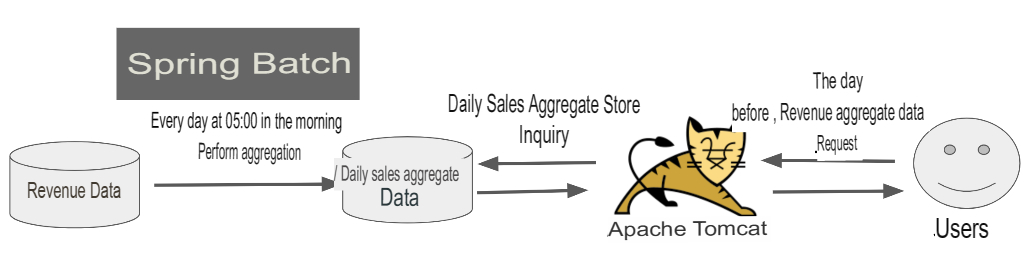 Spring Batch
Every day at 05:00 in the morning
Perform aggregation
Revenue Data
/ Daily sales aggregate
Data
Daily Sales Aggregate Store
Inquiry
Apache Tomcat
The day
before , Revenue aggregate data
.Request
.Users